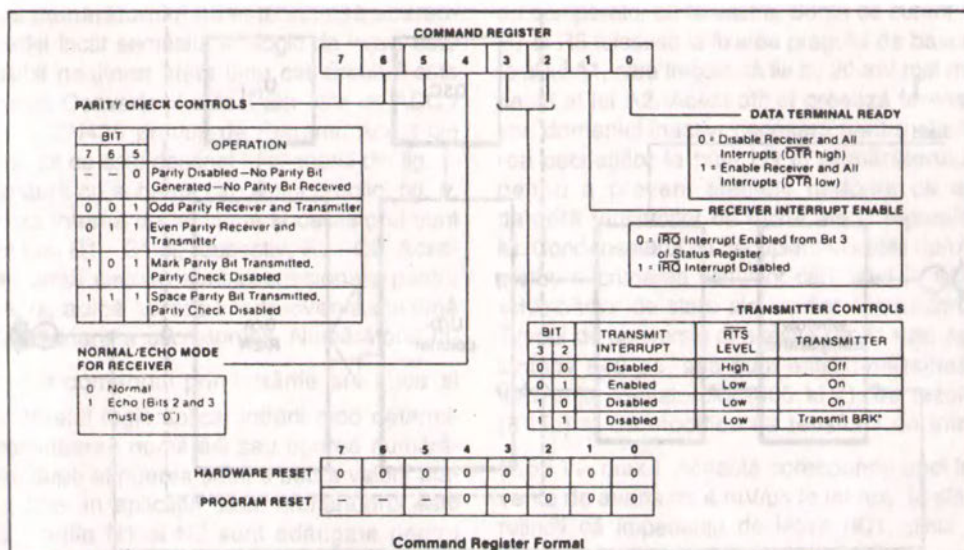 COMMAND REGISTER
7 6 5 4 3 2 1 0
PARITY CHECK CONTROLS
BIT
OPERATION
7 6 5
– – 0 Parity Disabled—No Parity Bit
Generated—No Parity Bit Received
0 0 1 Odd Parity Receiver and Transmitter
0 1 1 Even Parity Receiver and
Transmitter
1 0 1 Mark Parity Bit Transmitted,
Parity Check Disabled
1 1 1 Space Parity Bit Transmitted,
Parity Check Disabled
NORMAL/ECHO MODE
FOR RECEIVER
0 Normal
1 Echo (Bits 2 and 3
must be "0")
DATA TERMINAL READY
0 = Disable Receiver and All
Interrupts (DTR high)
1 = Enable Receiver and All
Interrupts (DTR low)
RECEIVER INTERRUPT ENABLE
0 = IRQ Interrupt Enabled from Bit 3
of Status Register
1 = IRQ Interrupt Disabled
TRANSMITTER CONTROLS
BIT TRANSMIT RTS
3 2 INTERRUPT LEVEL TRANSMITTER
0 0 Disabled High Off
0 1 Enabled Low On
1 0 Disabled Low On
1 1 Disabled Low Transmit BRK*
7 6 5 4 3 2 1 0
HARDWARE RESET 0 0 0 0 0 0 0 0
PROGRAM RESET 0 0 0 0 0
Command Register Format